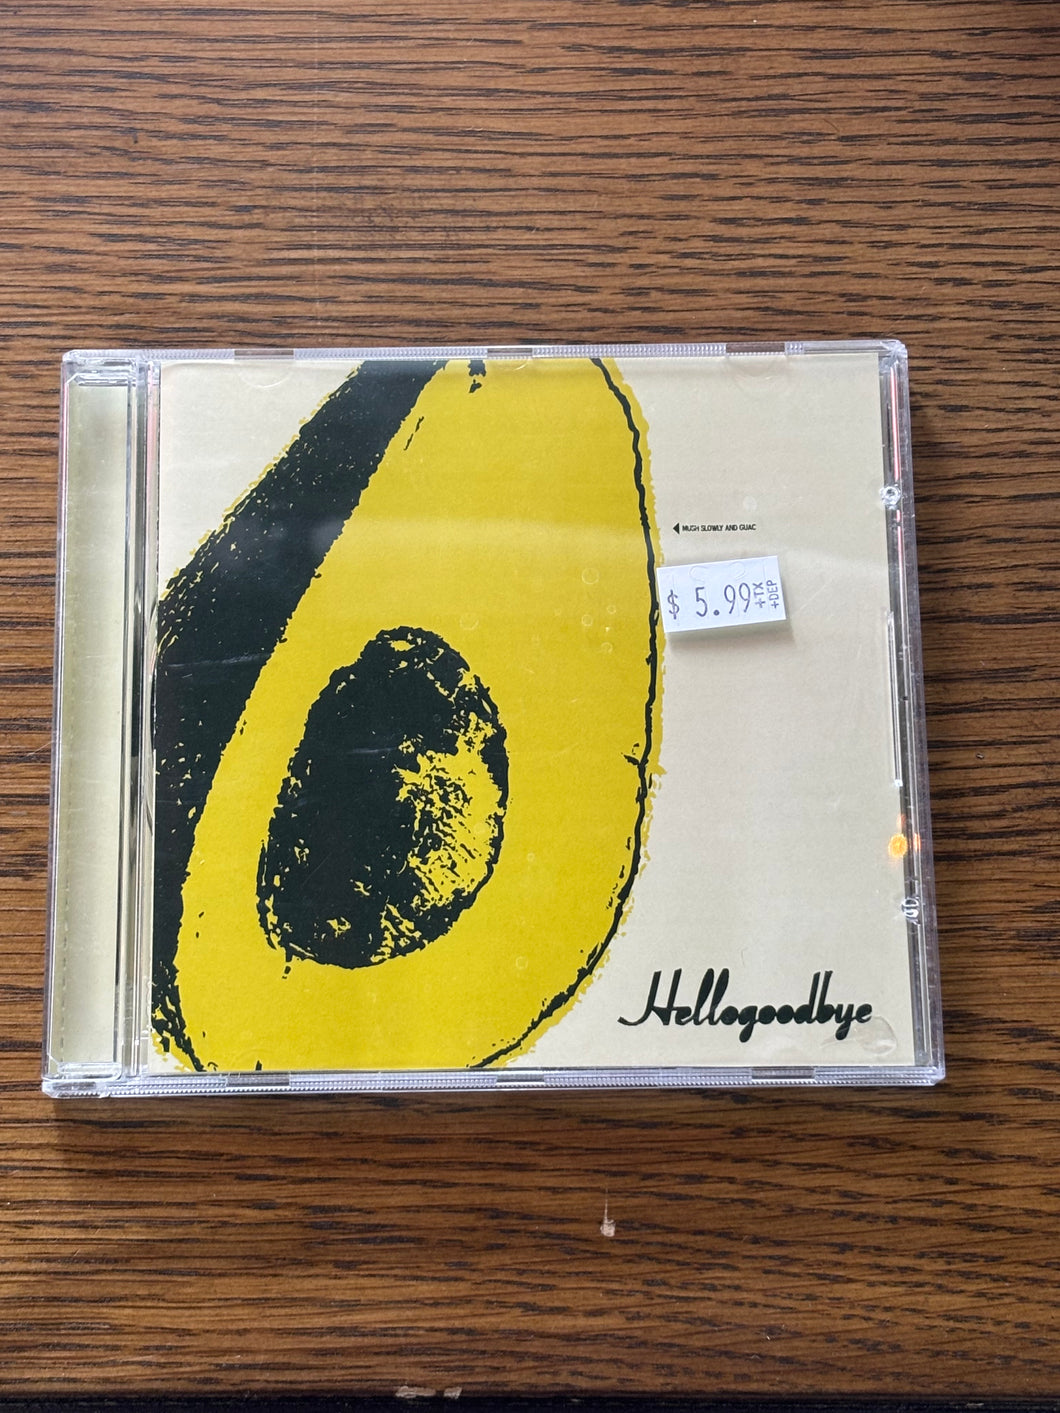 ◀ MUSH SLOWLY AND GUAC
$ 5.99 +TX
+DEP
Hellogoodbye